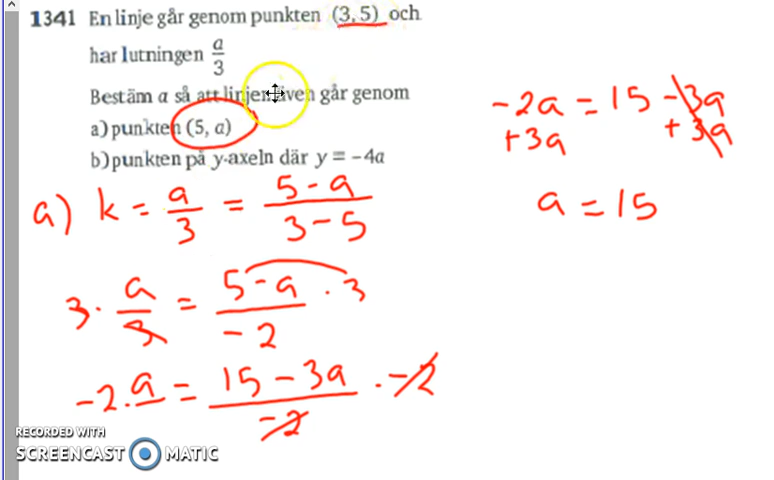 1341 En linje går genom punkten (3, 5) och
har lutningen a/3
Bestäm a så att linjen även går genom
a) punkten (5, a)
b) punkten på y-axeln där y = −4a
a) k = a/3 = (5 - a)/(3 - 5)
3 · a/3 = (5 - a)/(-2) · 3
-2 · a = (15 - 3a)/(-2) · -2
-2a = 15 - 3a
+3a +3a
a = 15
RECORDED WITH
SCREENCAST MATIC